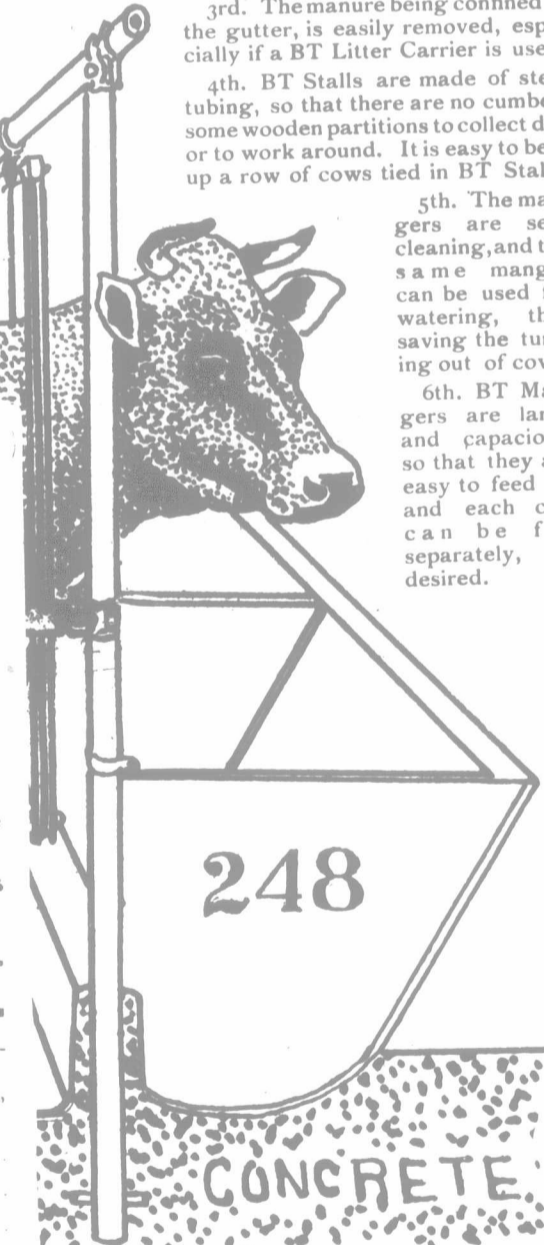 3rd. The manure being confined
the gutter, is easily removed, esp
cially if a BT Litter Carrier is use
4th. BT Stalls are made of ste
tubing, so that there are no cumbe
some wooden partitions to collect d
or to work around. It is easy to be
up a row of cows tied in BT Stal
5th. The ma
gers are se
cleaning, and t
same mang
can be used
watering, th
saving the tur
ing out of cov
6th. BT Ma
gers are lar
and capacio
so that they a
easy to feed
and each c
can be f
separately,
desired.
248
CONCRETE.